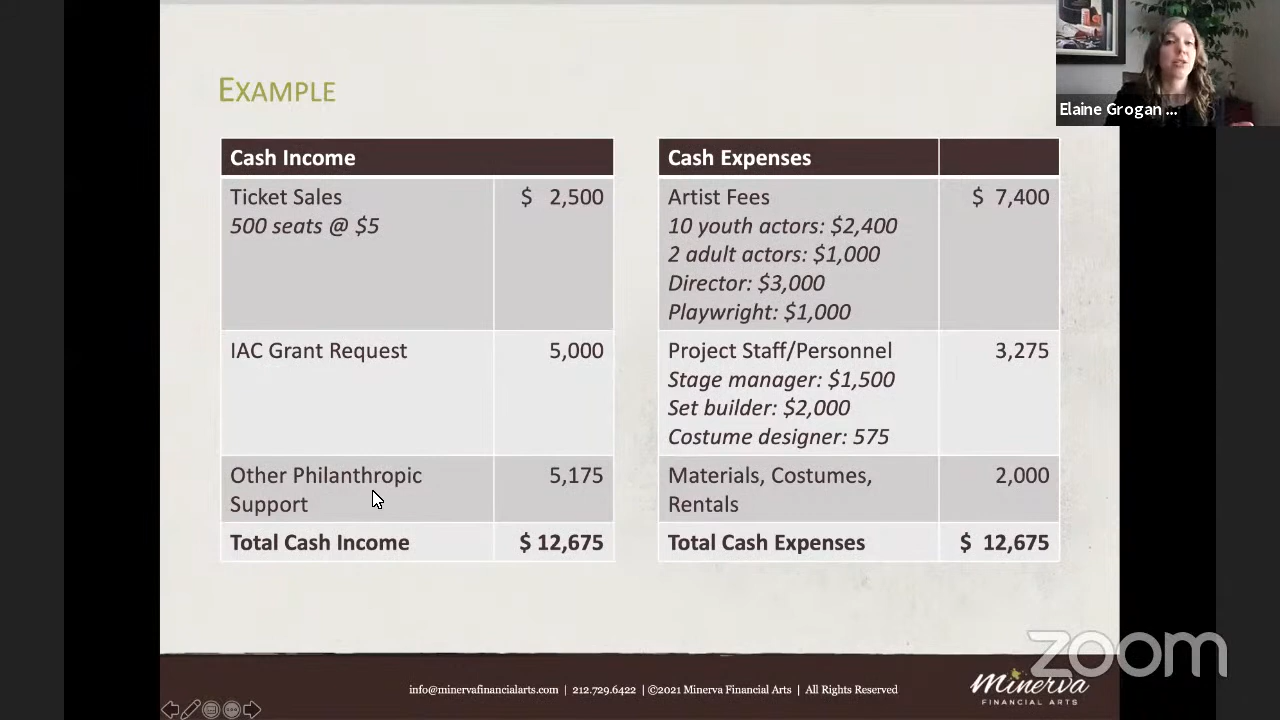 Elaine Grogan ...
EXAMPLE
Cash Income
Ticket Sales $ 2,500
500 seats @ $5
IAC Grant Request 5,000
Other Philanthropic 5,175
Support
Total Cash Income $ 12,675
Cash Expenses
Artist Fees $ 7,400
10 youth actors: $2,400
2 adult actors: $1,000
Director: $3,000
Playwright: $1,000
Project Staff/Personnel 3,275
Stage manager: $1,500
Set builder: $2,000
Costume designer: 575
Materials, Costumes, 2,000
Rentals
Total Cash Expenses $ 12,675
zoom
info@minervafinancialarts.com | 212.729.6422 | ©2021 Minerva Financial Arts | All Rights Reserved
Minerva
FINANCIAL ARTS